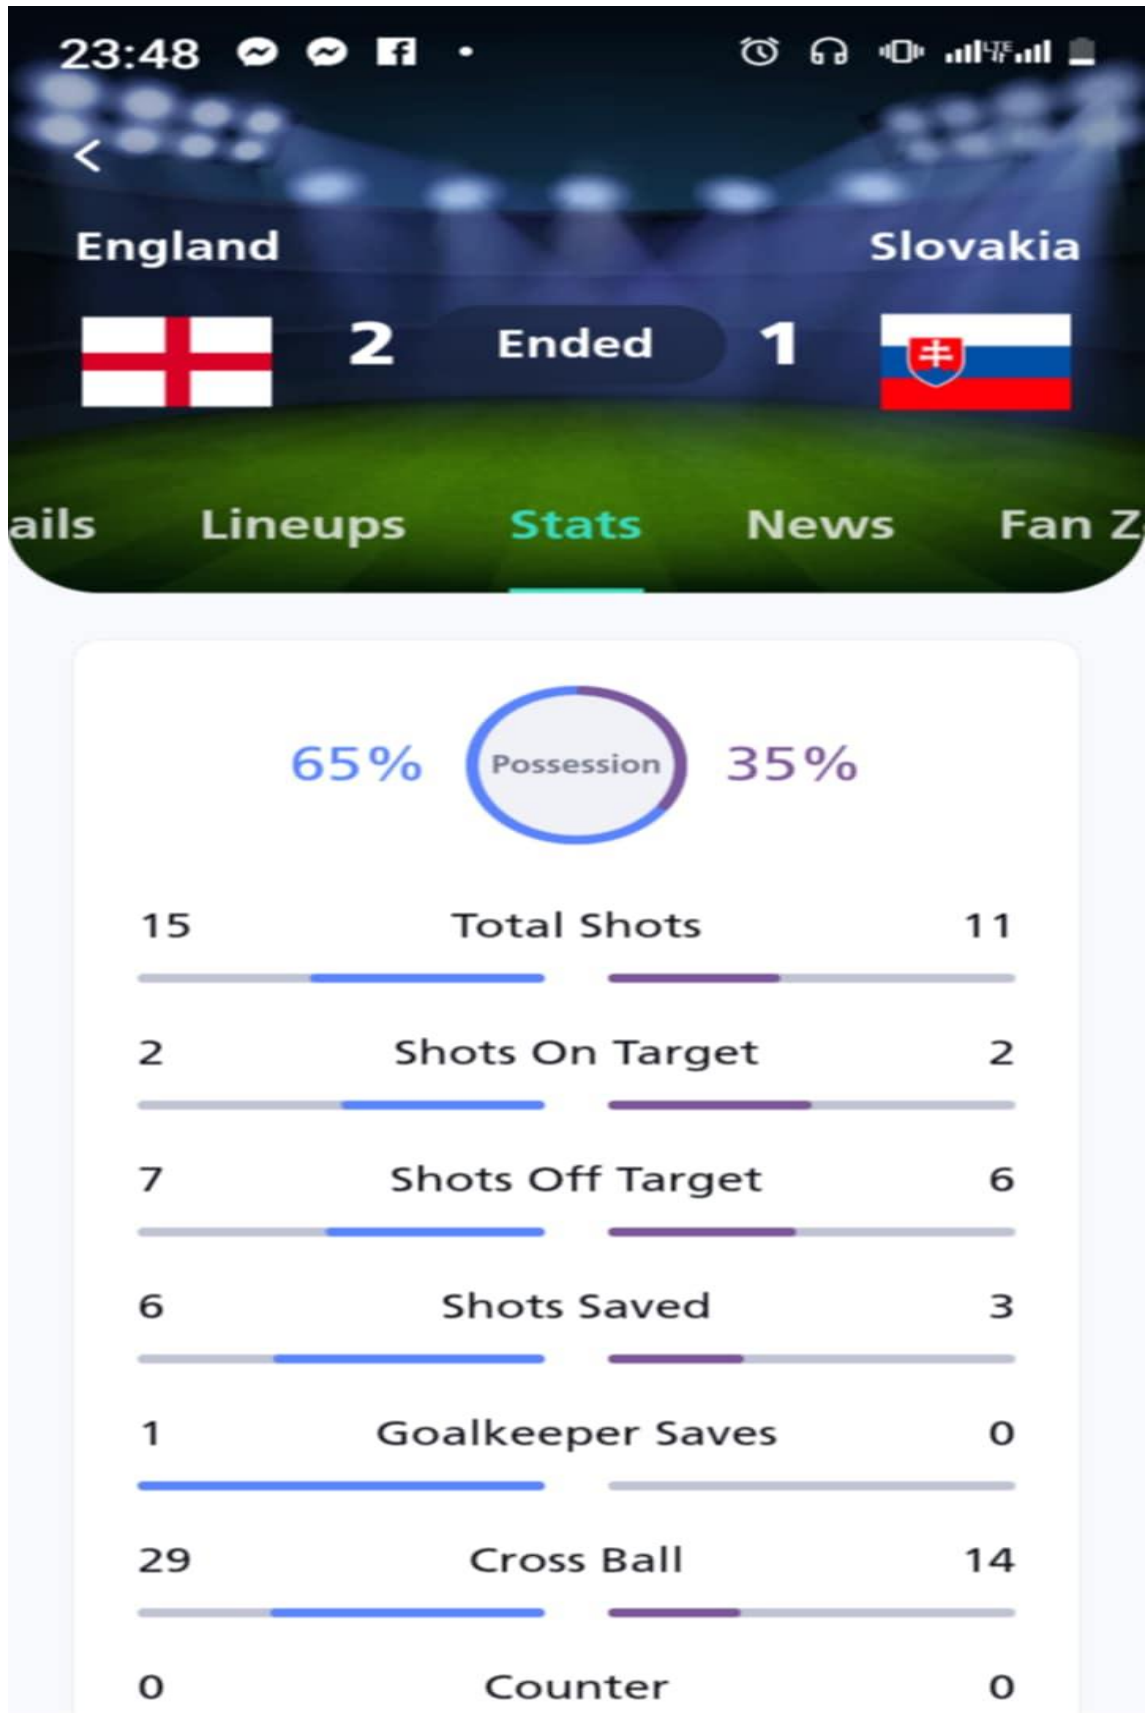 23:48
England Slovakia
2 Ended 1
ails Lineups Stats News Fan Z
65% Possession 35%
15 Total Shots 11
2 Shots On Target 2
7 Shots Off Target 6
6 Shots Saved 3
1 Goalkeeper Saves 0
29 Cross Ball 14
0 Counter 0